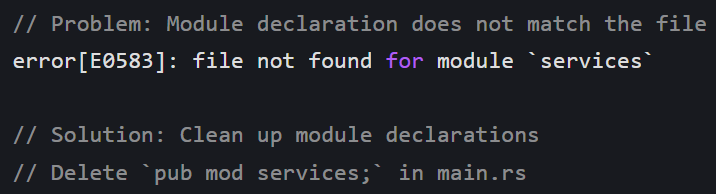 // Problem: Module declaration does not match the file
error[E0583]: file not found for module `services`
// Solution: Clean up module declarations
// Delete `pub mod services;` in main.rs